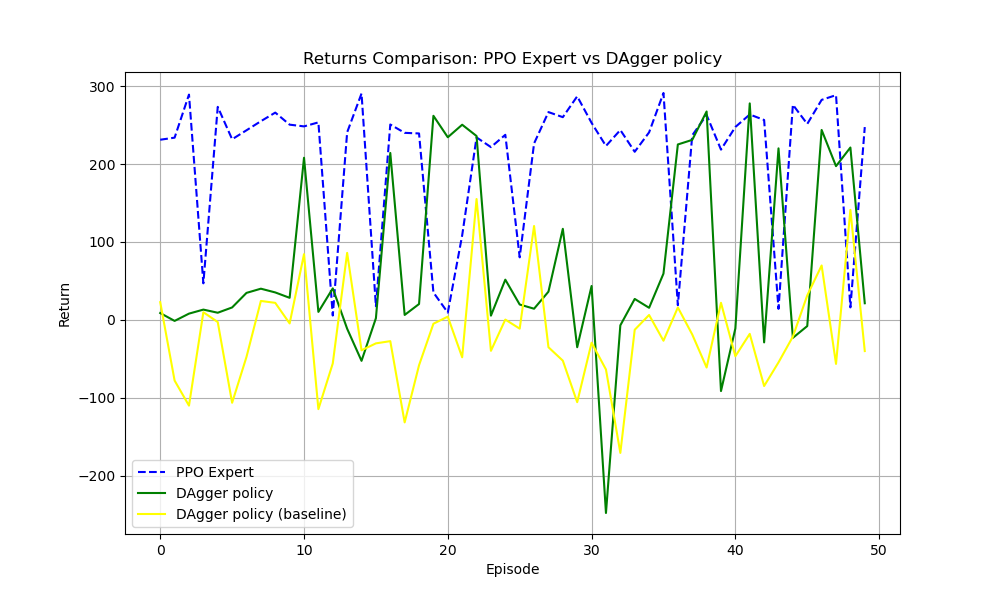 Returns Comparison: PPO Expert vs DAgger policy
300
200
100
0
−100
−200
Return
PPO Expert
DAgger policy
DAgger policy (baseline)
0 10 20 30 40 50
Episode